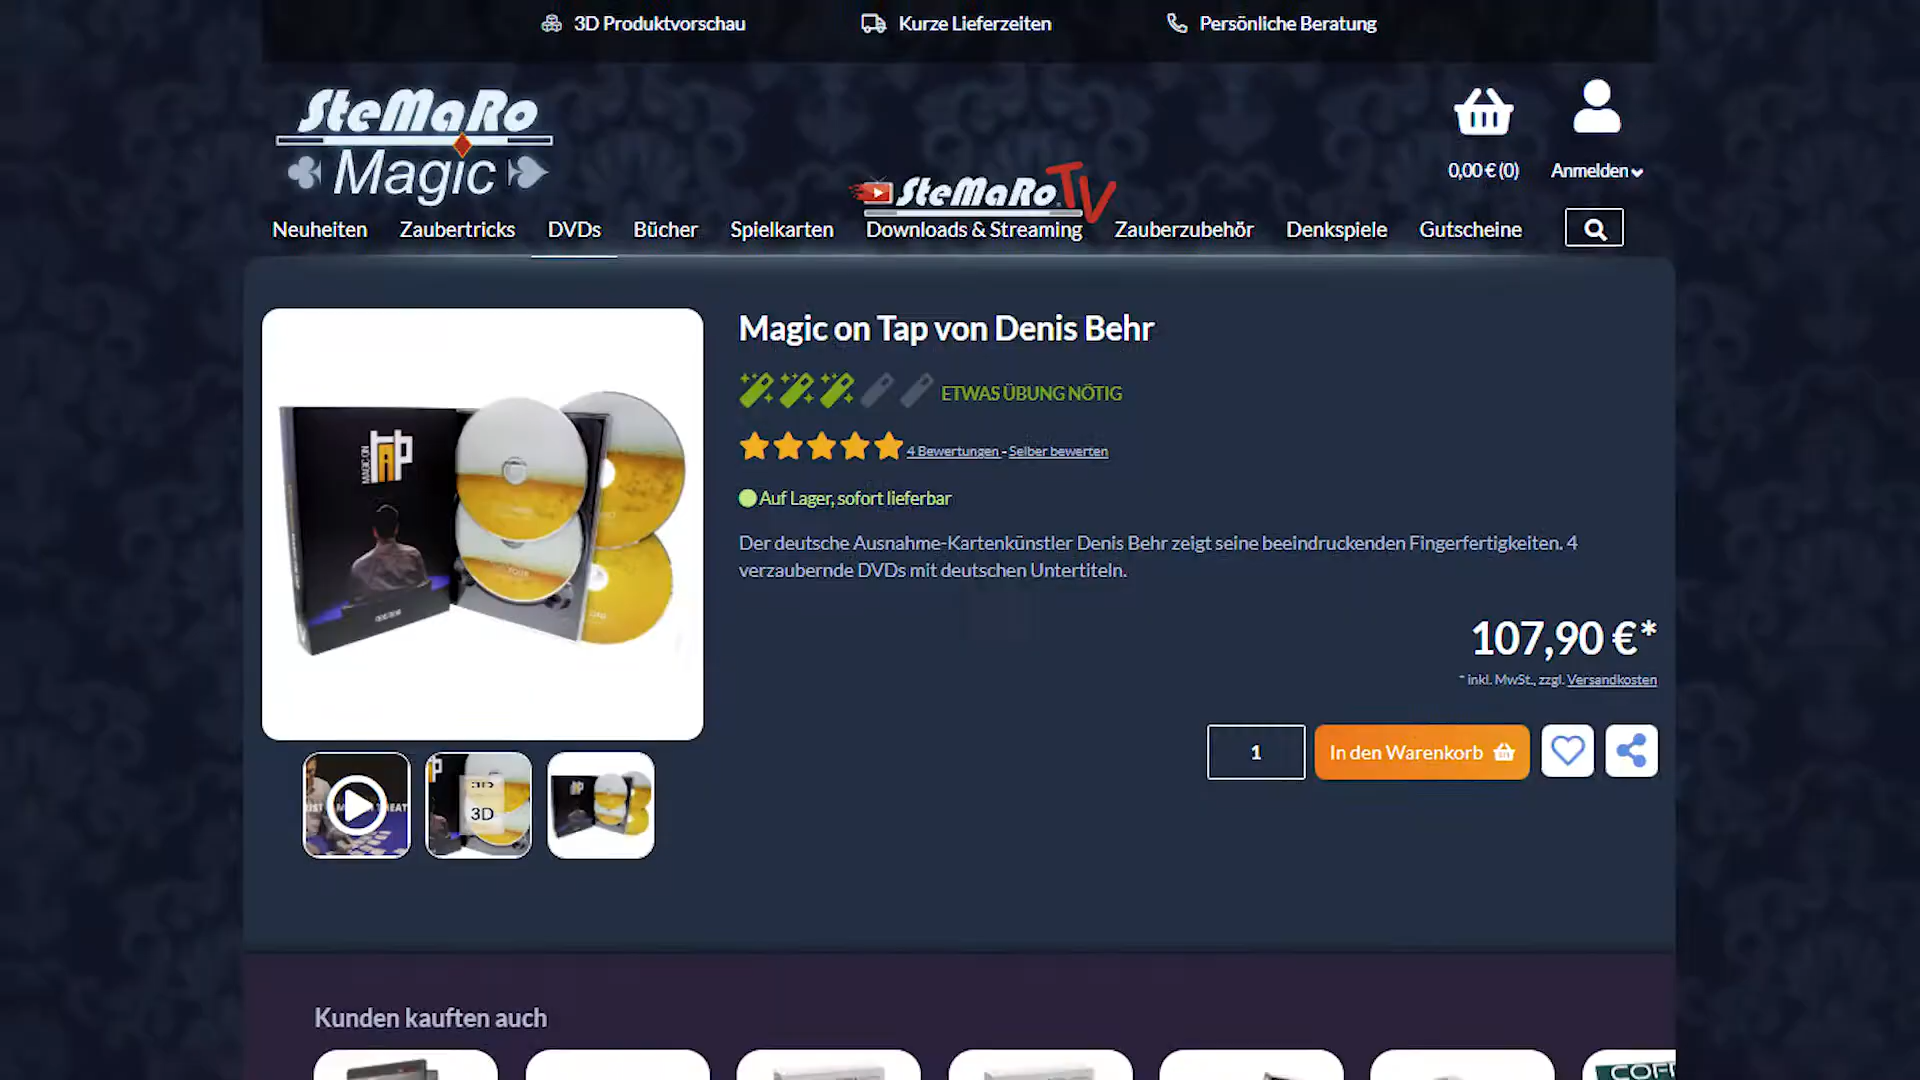 3D Produktvorschau
Kurze Lieferzeiten
Persönliche Beratung
SteMaRo
Magic
0,00 € (0)
Anmelden
SteMaRo.TV
Neuheiten
Zaubertricks
DVDs
Bücher
Spielkarten
Downloads & Streaming
Zauberzubehör
Denkspiele
Gutscheine
Magic on Tap von Denis Behr
ETWAS ÜBUNG NÖTIG
4 Bewertungen - Selber bewerten
Auf Lager, sofort lieferbar
Der deutsche Ausnahme-Kartenkünstler Denis Behr zeigt seine beeindruckenden Fingerfertigkeiten. 4
verzaubernde DVDs mit deutschen Untertiteln.
MAGIC ON
TAP
107,90 €*
* inkl. MwSt., zzgl. Versandkosten
1
In den Warenkorb
3D
Kunden kauften auch